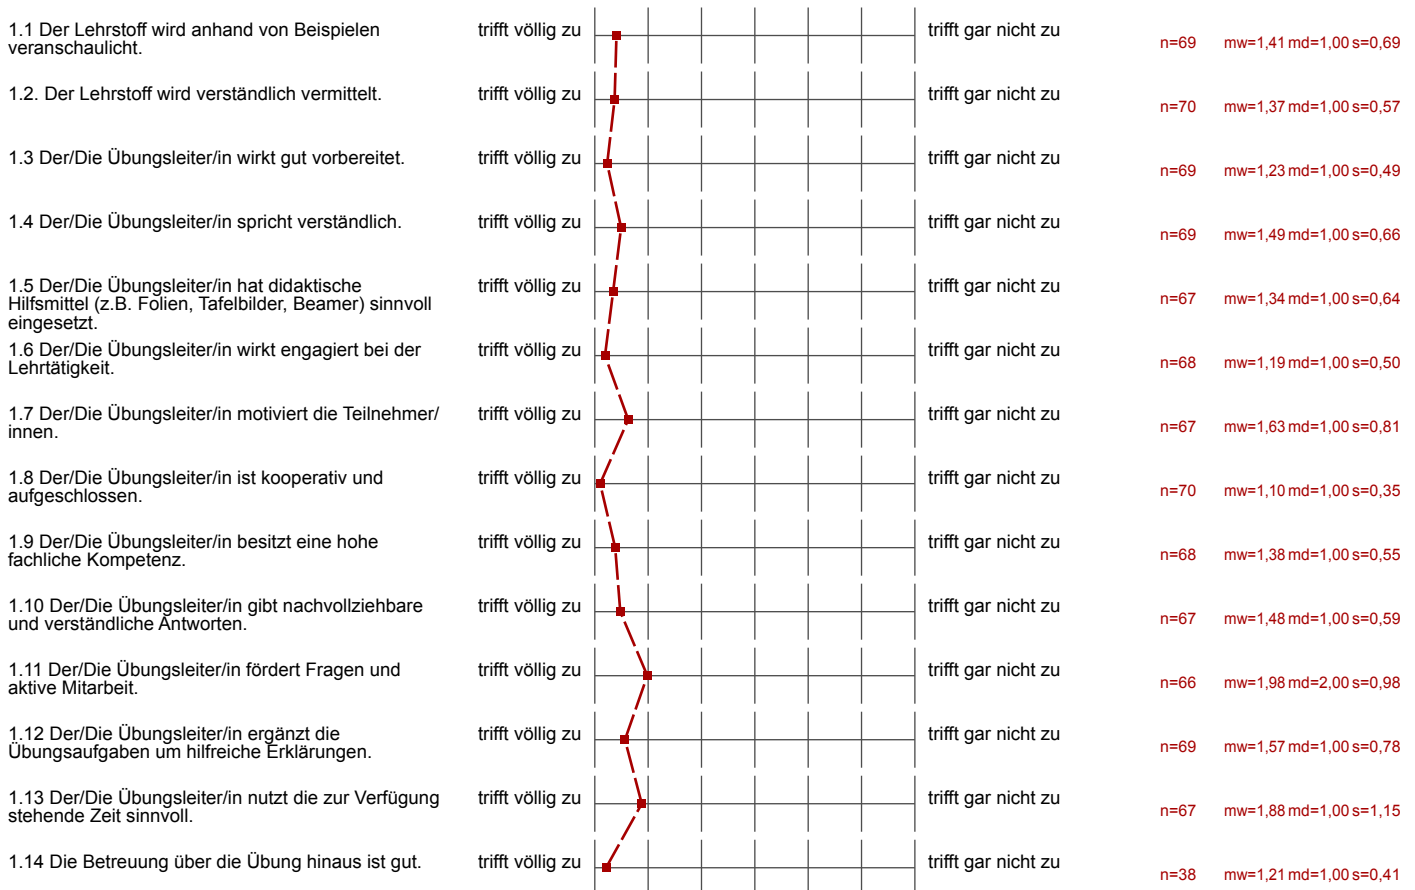 1.1 Der Lehrstoff wird anhand von Beispielen
veranschaulicht.
trifft völlig zu
trifft gar nicht zu
n=69 mw=1,41 md=1,00 s=0,69
1.2. Der Lehrstoff wird verständlich vermittelt.
trifft völlig zu
trifft gar nicht zu
n=70 mw=1,37 md=1,00 s=0,57
1.3 Der/Die Übungsleiter/in wirkt gut vorbereitet.
trifft völlig zu
trifft gar nicht zu
n=69 mw=1,23 md=1,00 s=0,49
1.4 Der/Die Übungsleiter/in spricht verständlich.
trifft völlig zu
trifft gar nicht zu
n=69 mw=1,49 md=1,00 s=0,66
1.5 Der/Die Übungsleiter/in hat didaktische
Hilfsmittel (z.B. Folien, Tafelbilder, Beamer) sinnvoll
eingesetzt.
trifft völlig zu
trifft gar nicht zu
n=67 mw=1,34 md=1,00 s=0,64
1.6 Der/Die Übungsleiter/in wirkt engagiert bei der
Lehrtätigkeit.
trifft völlig zu
trifft gar nicht zu
n=68 mw=1,19 md=1,00 s=0,50
1.7 Der/Die Übungsleiter/in motiviert die Teilnehmer/
innen.
trifft völlig zu
trifft gar nicht zu
n=67 mw=1,63 md=1,00 s=0,81
1.8 Der/Die Übungsleiter/in ist kooperativ und
aufgeschlossen.
trifft völlig zu
trifft gar nicht zu
n=70 mw=1,10 md=1,00 s=0,35
1.9 Der/Die Übungsleiter/in besitzt eine hohe
fachliche Kompetenz.
trifft völlig zu
trifft gar nicht zu
n=68 mw=1,38 md=1,00 s=0,55
1.10 Der/Die Übungsleiter/in gibt nachvollziehbare
und verständliche Antworten.
trifft völlig zu
trifft gar nicht zu
n=67 mw=1,48 md=1,00 s=0,59
1.11 Der/Die Übungsleiter/in fördert Fragen und
aktive Mitarbeit.
trifft völlig zu
trifft gar nicht zu
n=66 mw=1,98 md=2,00 s=0,98
1.12 Der/Die Übungsleiter/in ergänzt die
Übungsaufgaben um hilfreiche Erklärungen.
trifft völlig zu
trifft gar nicht zu
n=69 mw=1,57 md=1,00 s=0,78
1.13 Der/Die Übungsleiter/in nutzt die zur Verfügung
stehende Zeit sinnvoll.
trifft völlig zu
trifft gar nicht zu
n=67 mw=1,88 md=1,00 s=1,15
1.14 Die Betreuung über die Übung hinaus ist gut.
trifft völlig zu
trifft gar nicht zu
n=38 mw=1,21 md=1,00 s=0,41